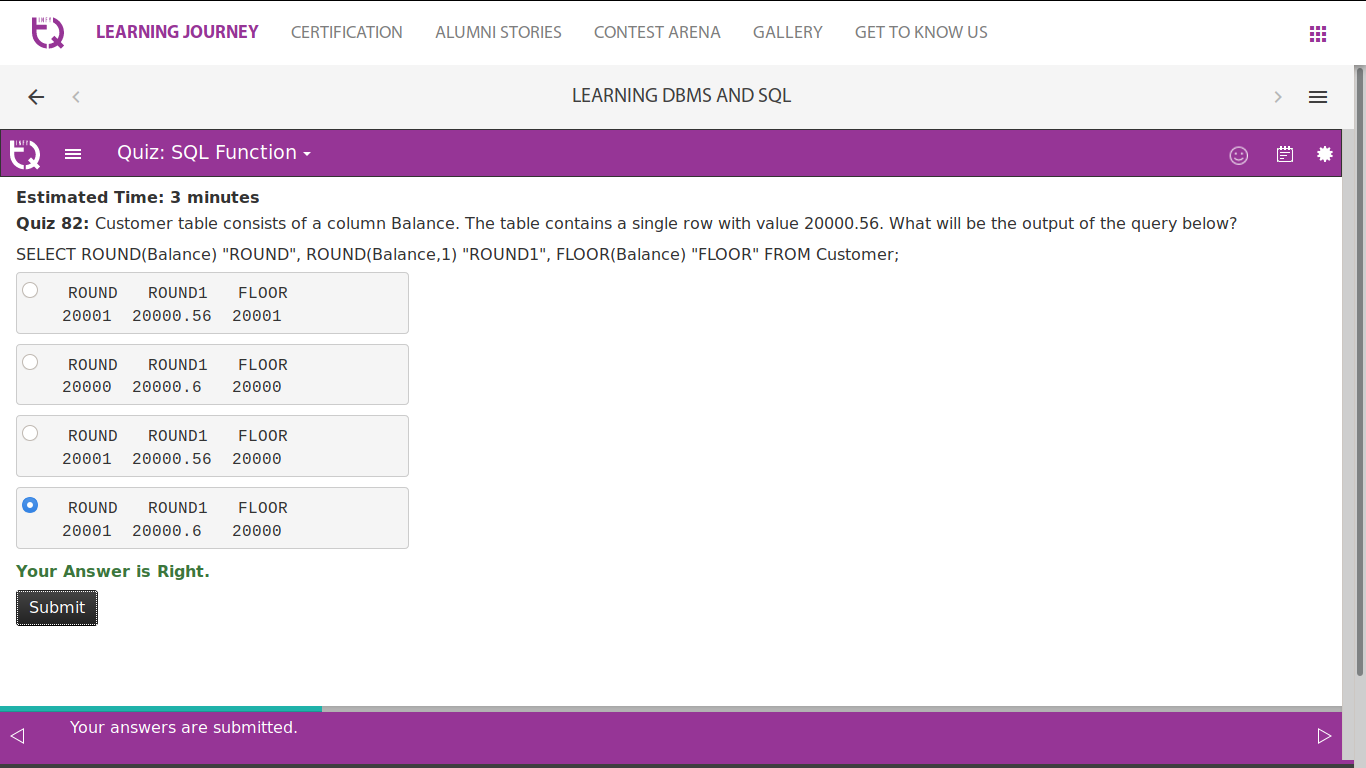 INFY
TQ
LEARNING JOURNEY CERTIFICATION ALUMNI STORIES CONTEST ARENA GALLERY GET TO KNOW US
LEARNING DBMS AND SQL
INFY
TQ
Quiz: SQL Function
Estimated Time: 3 minutes
Quiz 82: Customer table consists of a column Balance. The table contains a single row with value 20000.56. What will be the output of the query below?
SELECT ROUND(Balance) "ROUND", ROUND(Balance,1) "ROUND1", FLOOR(Balance) "FLOOR" FROM Customer;
ROUND ROUND1 FLOOR
20001 20000.56 20001
ROUND ROUND1 FLOOR
20000 20000.6 20000
ROUND ROUND1 FLOOR
20001 20000.56 20000
ROUND ROUND1 FLOOR
20001 20000.6 20000
Your Answer is Right.
Submit
Your answers are submitted.